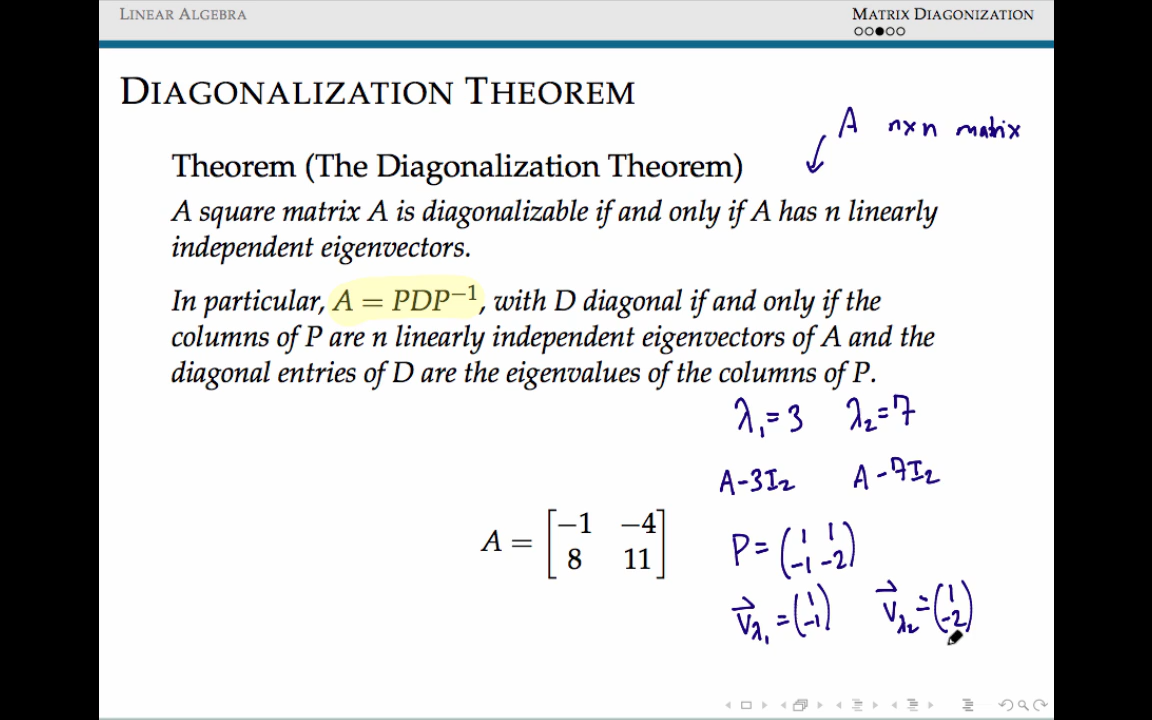 LINEAR ALGEBRA
MATRIX DIAGONIZATION
DIAGONALIZATION THEOREM
A nxn matrix
Theorem (The Diagonalization Theorem)
A square matrix A is diagonalizable if and only if A has n linearly
independent eigenvectors.
In particular, A = PDP⁻¹, with D diagonal if and only if the
columns of P are n linearly independent eigenvectors of A and the
diagonal entries of D are the eigenvalues of the columns of P.
λ₁=3 λ₂=7
A-3I₂ A-7I₂
A = [−1 −4
8 11]
P= (1 1
-1 -2)
v⃗λ₁ = (1
-1)
v⃗λ₂ = (1
-2)